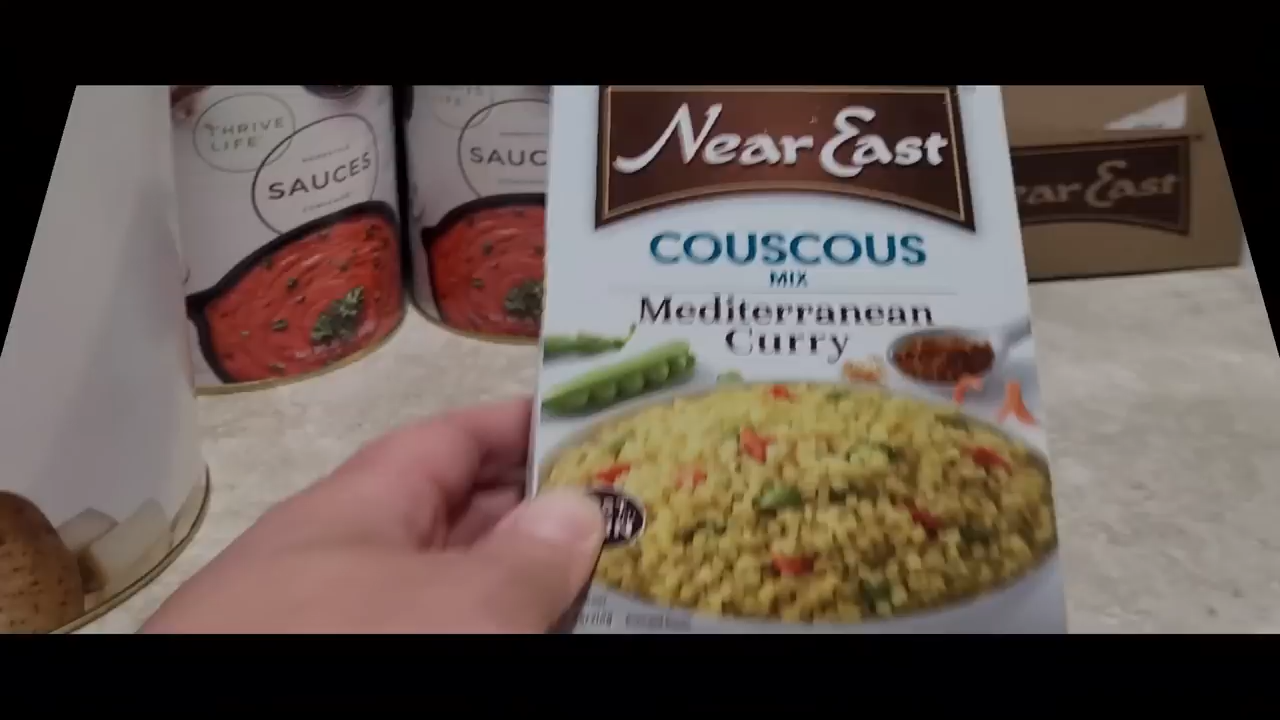 THRIVE
LIFE
SAUCES
SAUC
Near East
COUSCOUS
MIX
Mediterranean
Curry
ear East